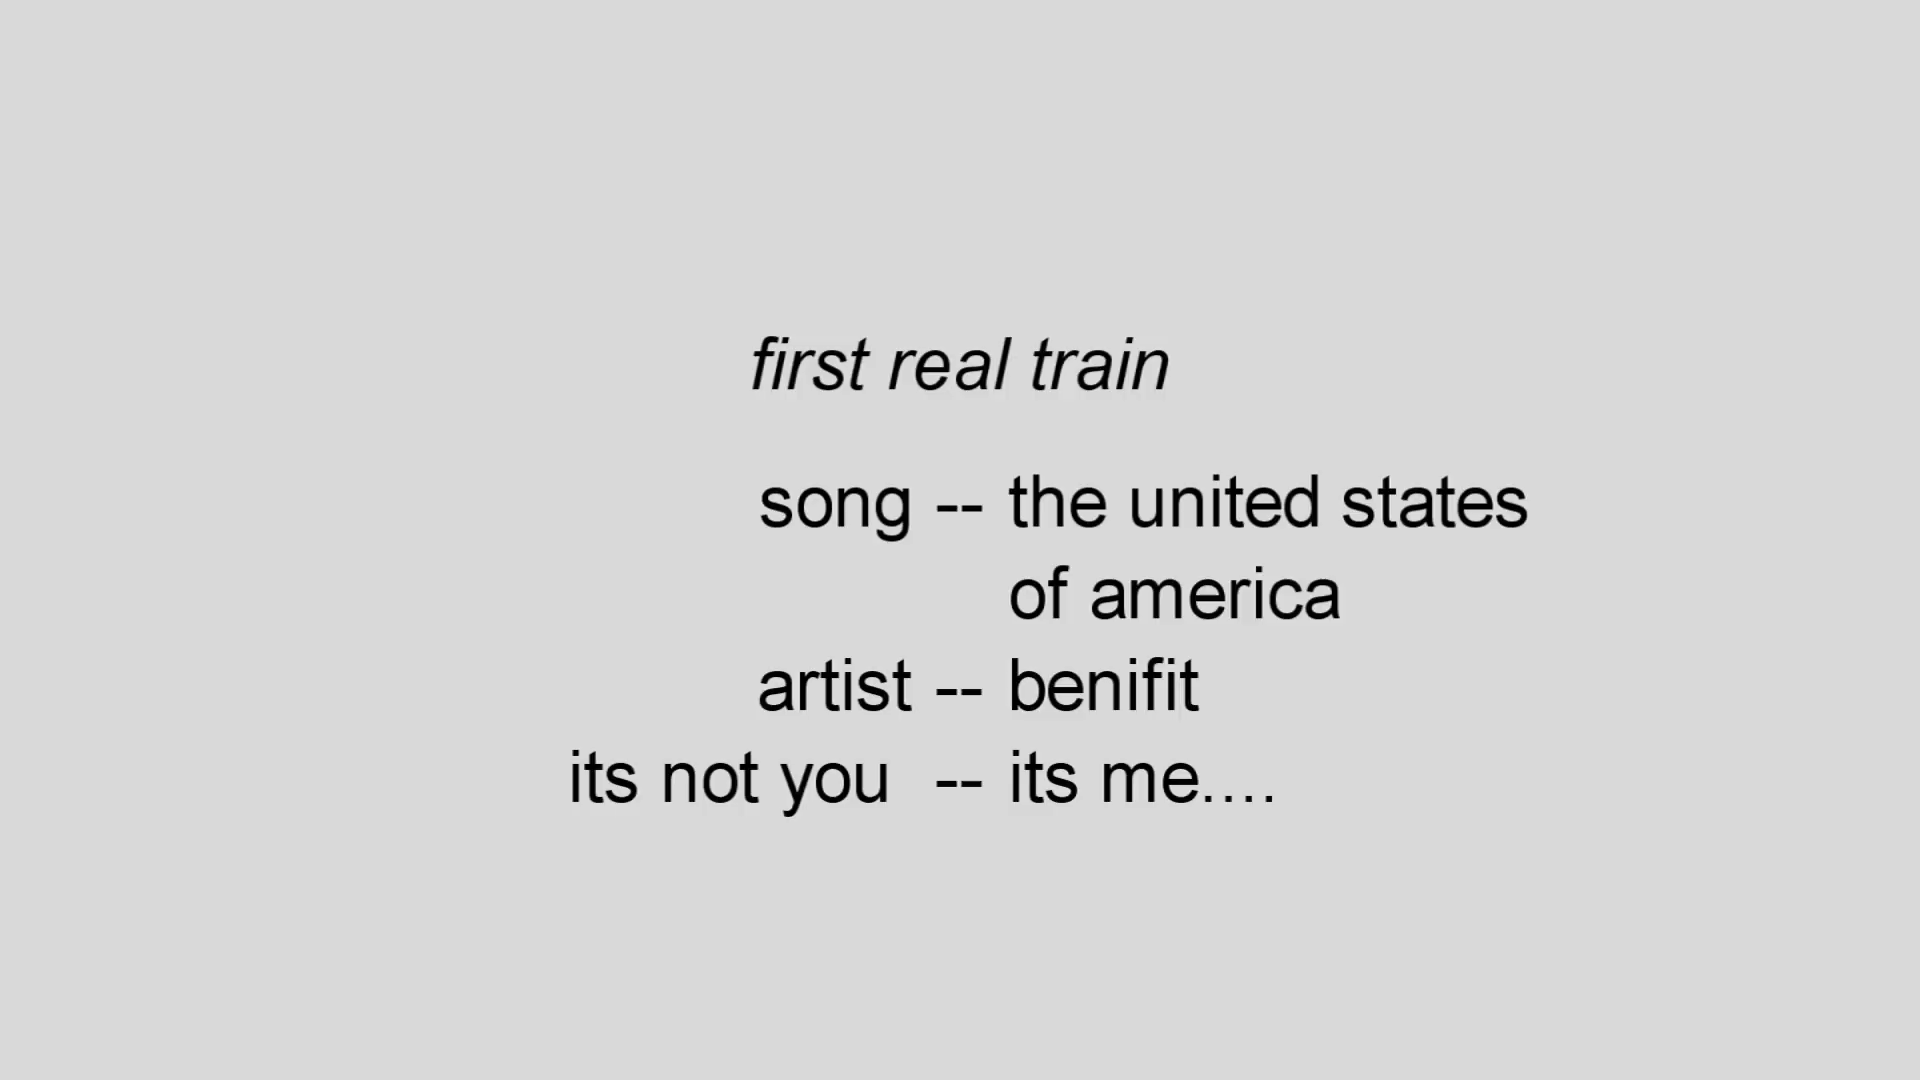 first real train
song -- the united states
of america
artist -- benifit
its not you -- its me....